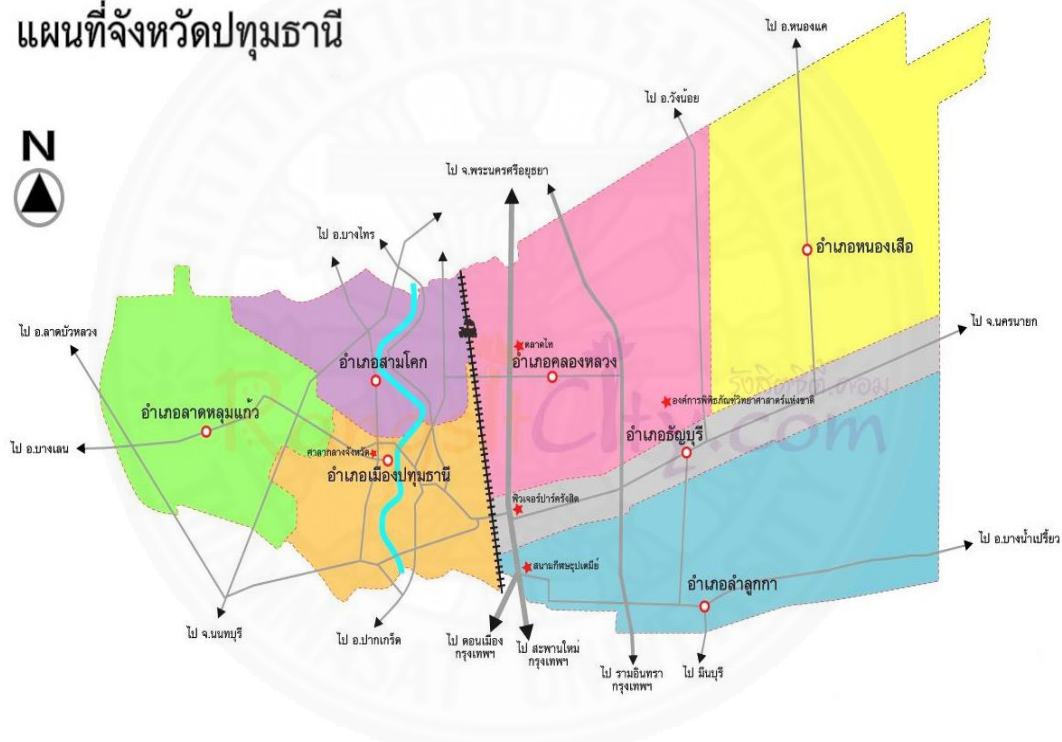 แผนที่จังหวัดปทุมธานี
N
ไป อ.หนองแค
ไป อ.วังน้อย
ไป จ.พระนครศรีอยุธยา
ไป อ.บางไทร
อำเภอหนองเสือ
ไป อ.ลาดบัวหลวง
ไป จ.นครนายก
ตลาดไท
อำเภอสามโคก
อำเภอคลองหลวง
รังสิตซิตี้.คอม
RangsitCity.com
องค์การพิพิธภัณฑ์วิทยาศาสตร์แห่งชาติ
อำเภอลาดหลุมแก้ว
อำเภอธัญบุรี
ไป อ.บางเลน
ศาลากลางจังหวัด
อำเภอเมืองปทุมธานี
ฟิวเจอร์ปาร์ครังสิต
ไป อ.บางน้ำเปรี้ยว
สนามกีฬาธูปเตมีย์
อำเภอลำลูกกา
ไป จ.นนทบุรี
ไป อ.ปากเกร็ด
ไป ดอนเมือง
กรุงเทพฯ
ไป สะพานใหม่
กรุงเทพฯ
ไป รามอินทรา
กรุงเทพฯ
ไป มีนบุรี